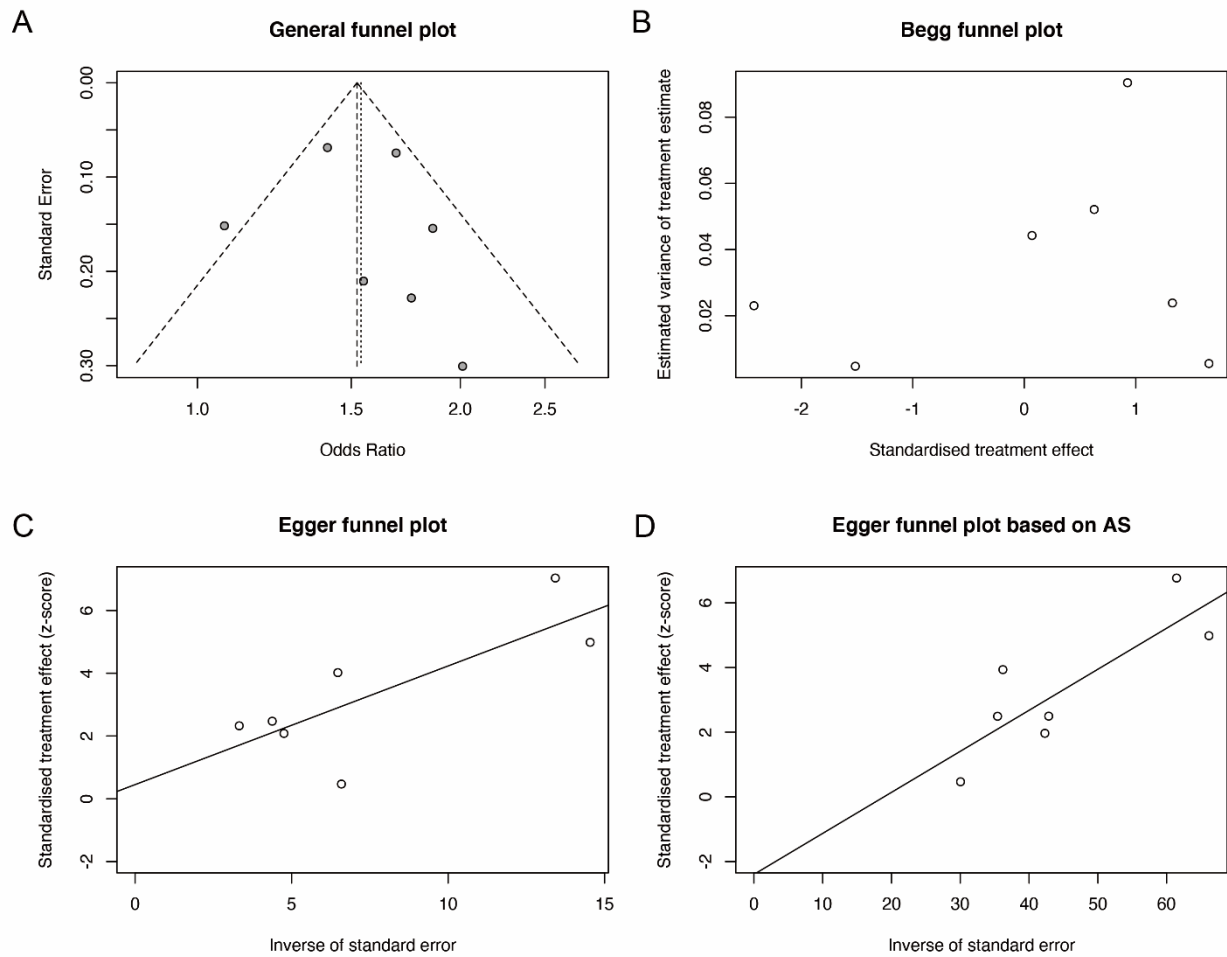 A
General funnel plot
Standard Error
0.00
0.10
0.20
0.30
1.0 1.5 2.0 2.5
Odds Ratio
B
Begg funnel plot
Estimated variance of treatment estimate
0.08
0.06
0.04
0.02
-2 -1 0 1
Standardised treatment effect
C
Egger funnel plot
Standardised treatment effect (z-score)
6
4
2
0
-2
0 5 10 15
Inverse of standard error
D
Egger funnel plot based on AS
Standardised treatment effect (z-score)
6
4
2
0
-2
0 10 20 30 40 50 60
Inverse of standard error